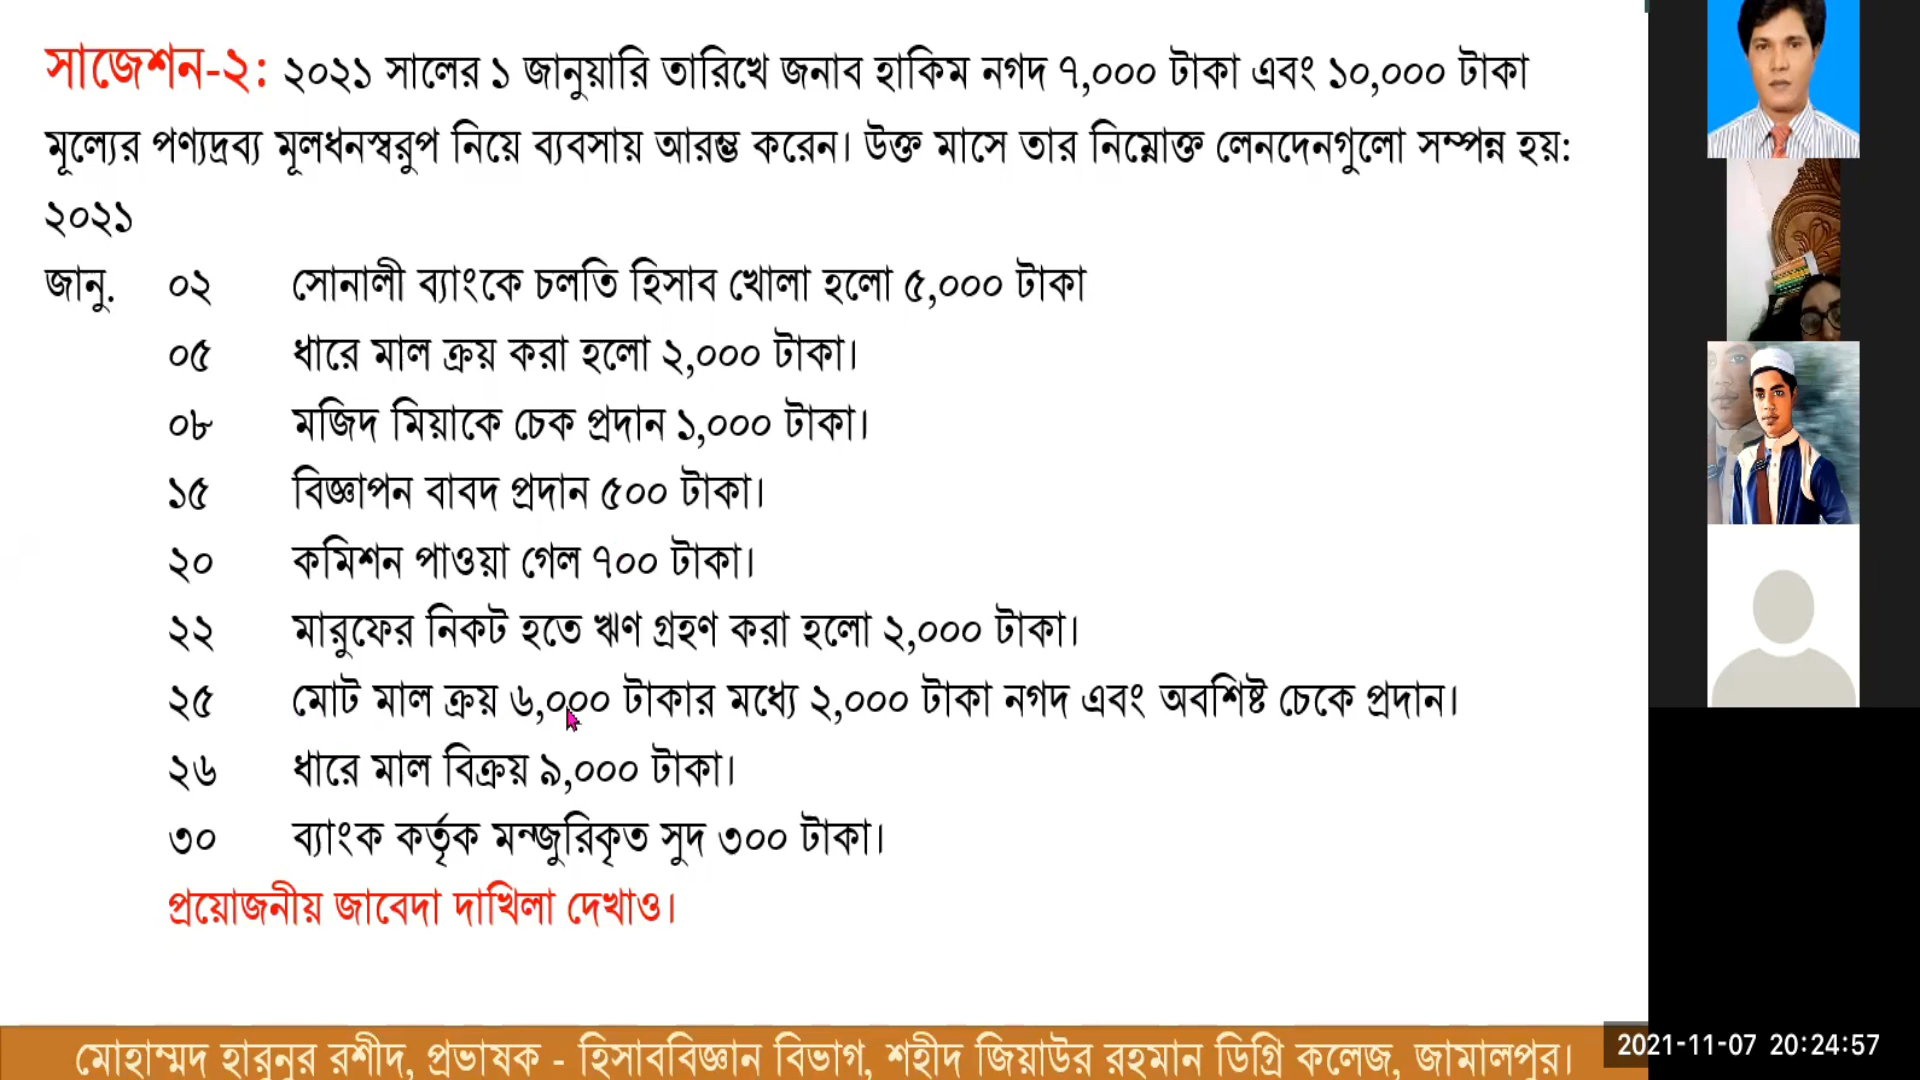 সাজেশন-২: ২০২১ সালের ১ জানুয়ারি তারিখে জনাব হাকিম নগদ ৭,০০০ টাকা এবং ১০,০০০ টাকা
মূল্যের পণ্যদ্রব্য মূলধনস্বরুপ নিয়ে ব্যবসায় আরম্ভ করেন। উক্ত মাসে তার নিম্নোক্ত লেনদেনগুলো সম্পন্ন হয়:
২০২১
জানু. ০২ সোনালী ব্যাংকে চলতি হিসাব খোলা হলো ৫,০০০ টাকা
০৫ ধারে মাল ক্রয় করা হলো ২,০০০ টাকা।
০৮ মজিদ মিয়াকে চেক প্রদান ১,০০০ টাকা।
১৫ বিজ্ঞাপন বাবদ প্রদান ৫০০ টাকা।
২০ কমিশন পাওয়া গেল ৭০০ টাকা।
২২ মারুফের নিকট হতে ঋণ গ্রহণ করা হলো ২,০০০ টাকা।
২৫ মোট মাল ক্রয় ৬,০০০ টাকার মধ্যে ২,০০০ টাকা নগদ এবং অবশিষ্ট চেকে প্রদান।
২৬ ধারে মাল বিক্রয় ৯,০০০ টাকা।
৩০ ব্যাংক কর্তৃক মন্জুরিকৃত সুদ ৩০০ টাকা।
প্রয়োজনীয় জাবেদা দাখিলা দেখাও।
মোহাম্মদ হারুনুর রশীদ, প্রভাষক - হিসাববিজ্ঞান বিভাগ, শহীদ জিয়াউর রহমান ডিগ্রি কলেজ, জামালপুর।
2021-11-07 20:24:57